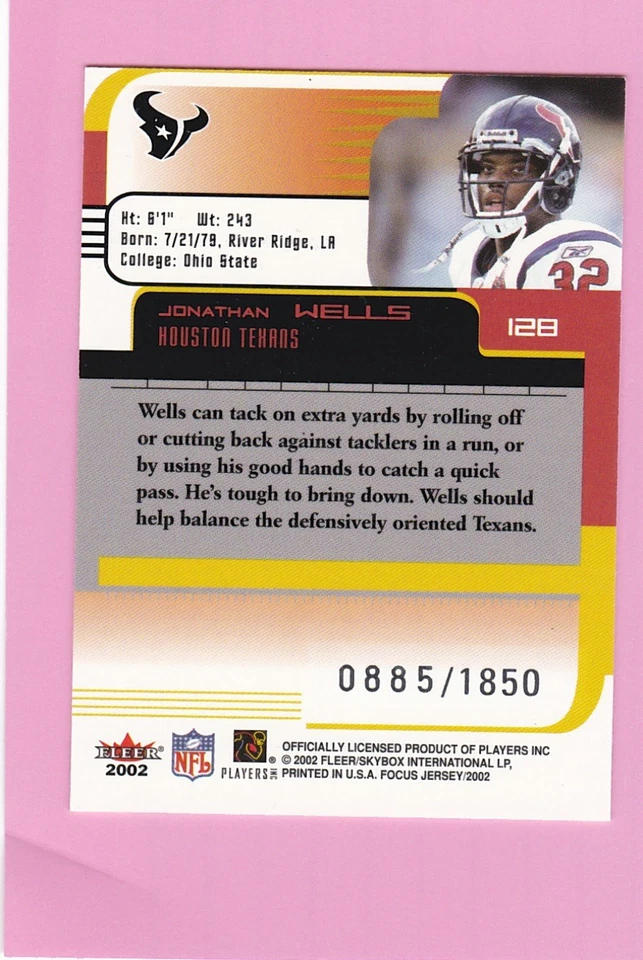 Ht: 6'1" Wt: 243
Born: 7/21/79, River Ridge, LA
College: Ohio State
32
JONATHAN WELLS
HOUSTON TEXANS
128
Wells can tack on extra yards by rolling off
or cutting back against tacklers in a run, or
by using his good hands to catch a quick
pass. He's tough to bring down. Wells should
help balance the defensively oriented Texans.
0885/1850
FLEER®
2002
NFL
PLAYERS INC
®
OFFICIALLY LICENSED PRODUCT OF PLAYERS INC
© 2002 FLEER/SKYBOX INTERNATIONAL LP,
PRINTED IN U.S.A. FOCUS JERSEY/2002